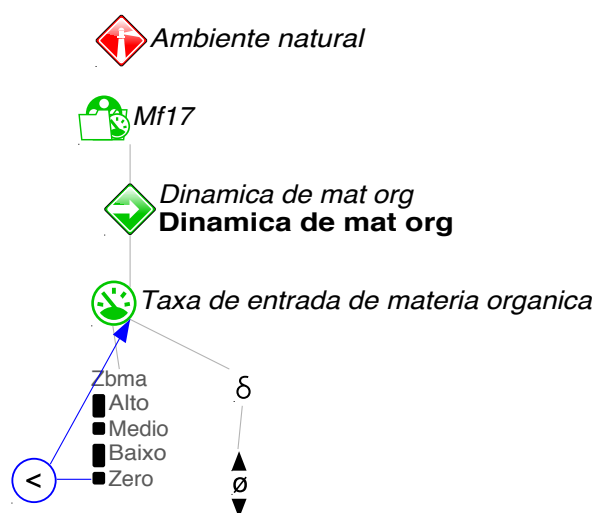 Ambiente natural
Mf17
Dinamica de mat org
Dinamica de mat org
Taxa de entrada de materia organica
Zbma
δ
Alto
Medio
Baixo
< Zero
ø